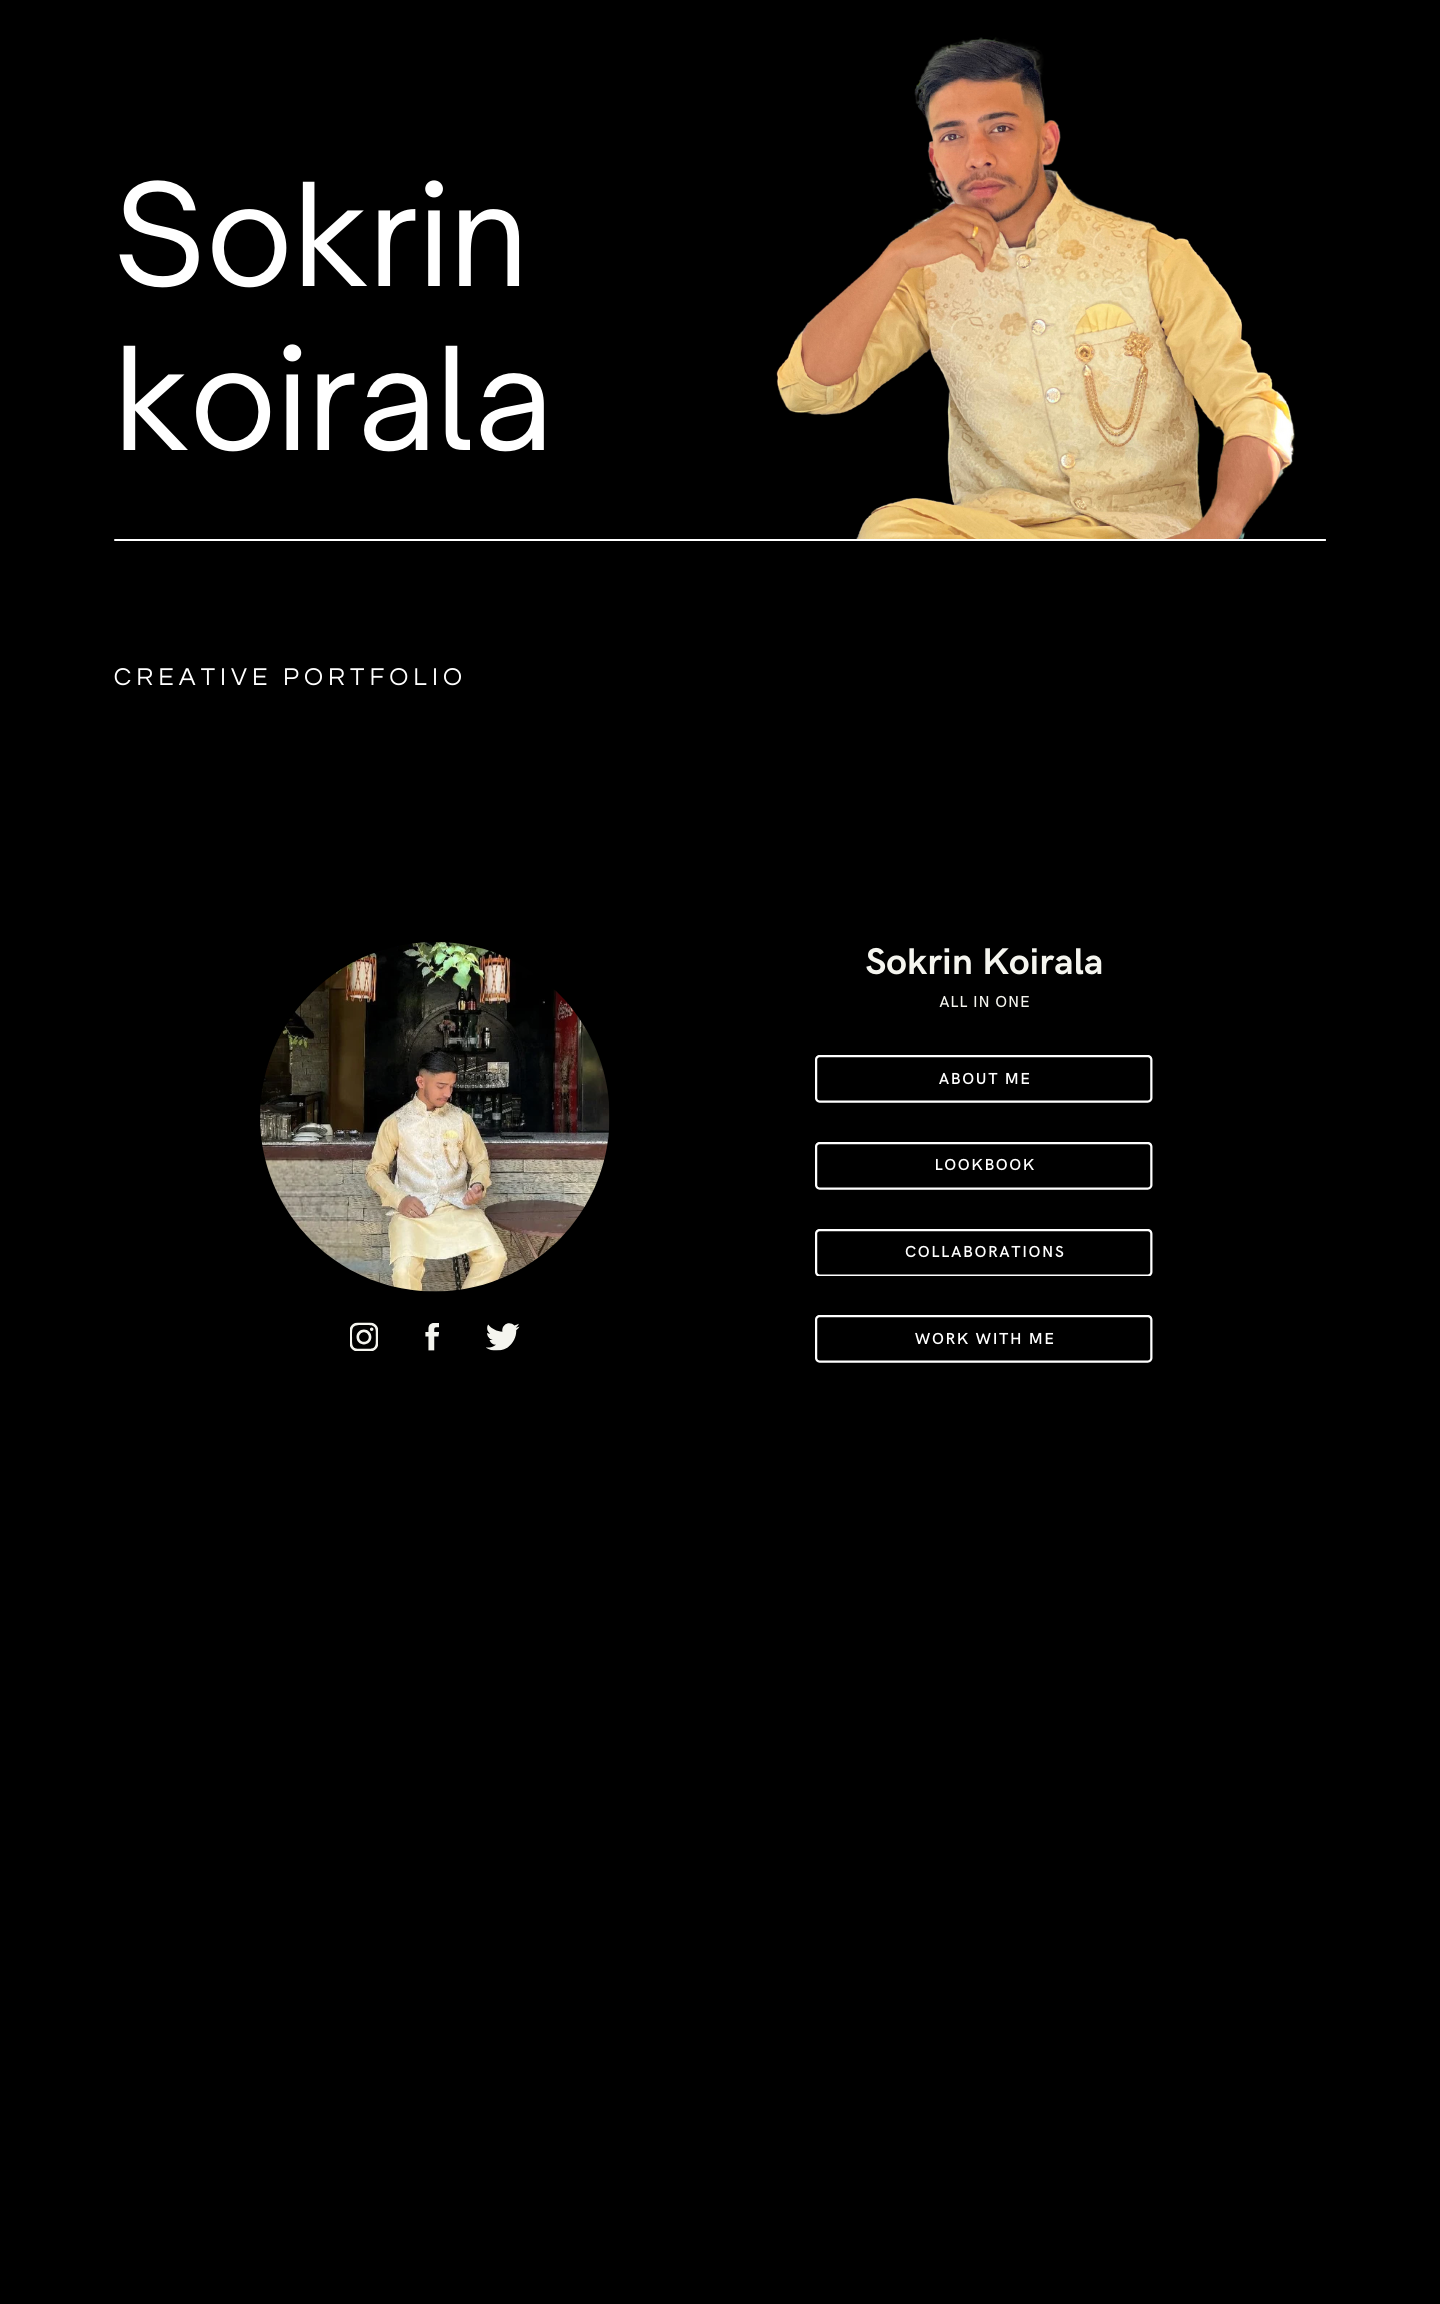 Sokrin
koirala
CREATIVE PORTFOLIO
Sokrin Koirala
ALL IN ONE
ABOUT ME
LOOKBOOK
COLLABORATIONS
WORK WITH ME